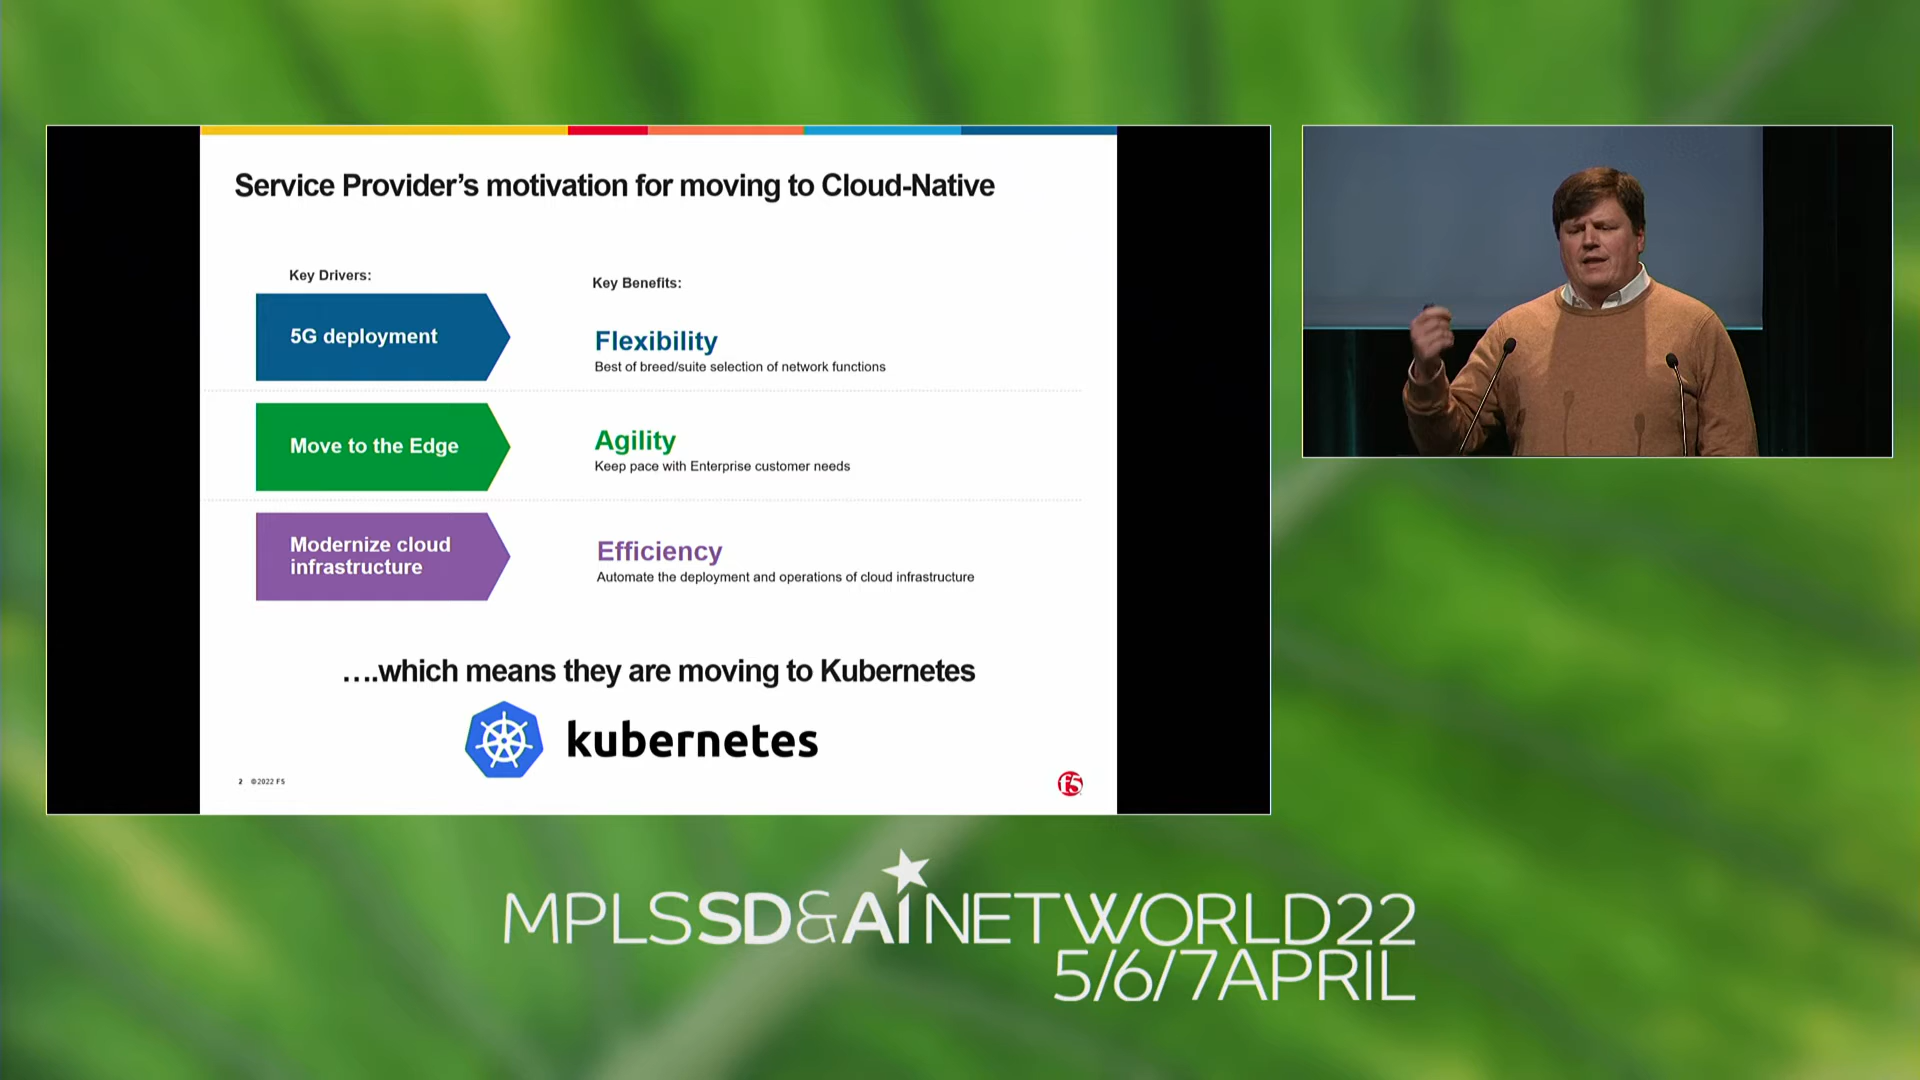 Service Provider's motivation for moving to Cloud-Native
Key Drivers:
Key Benefits:
5G deployment
Flexibility
Best of breed/suite selection of network functions
Move to the Edge
Agility
Keep pace with Enterprise customer needs
Modernize cloud
infrastructure
Efficiency
Automate the deployment and operations of cloud infrastructure
....which means they are moving to Kubernetes
kubernetes
2 ©2022 F5
f5
MPLSSD&AINETWORLD22
5/6/7APRIL